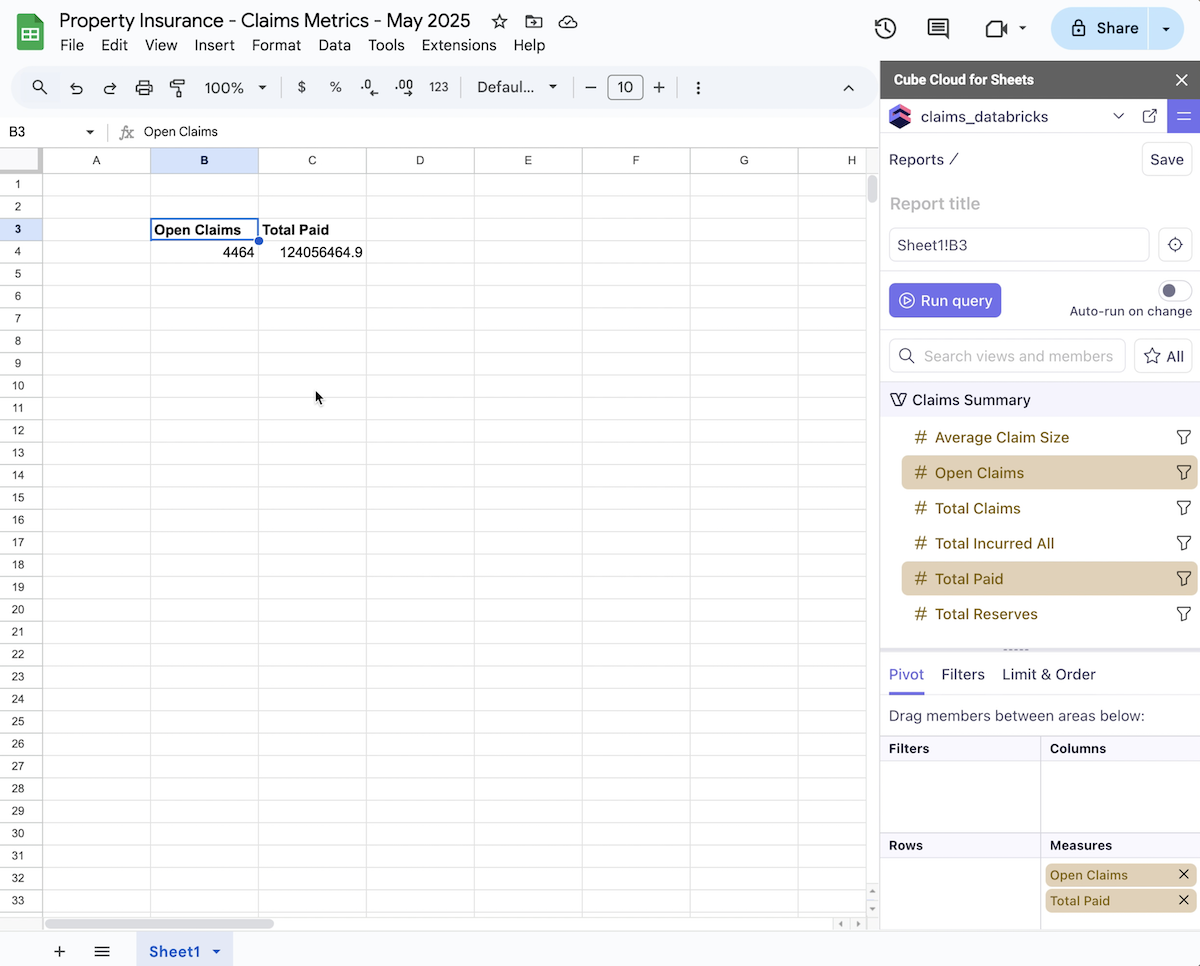 Property Insurance - Claims Metrics - May 2025
File Edit View Insert Format Data Tools Extensions Help
Share
100% $ % .0 .00 123 Defaul... − 10 +
B3 fx Open Claims
A B C D E F G H
1
2
3 Open Claims Total Paid
4 4464 124056464.9
5
6
7
8
9
10
11
12
13
14
15
16
17
18
19
20
21
22
23
24
25
26
27
28
29
30
31
32
33
+ Sheet1
Cube Cloud for Sheets
claims_databricks
Reports / Save
Report title
Sheet1!B3
Run query
Auto-run on change
Search views and members All
Claims Summary
# Average Claim Size
# Open Claims
# Total Claims
# Total Incurred All
# Total Paid
# Total Reserves
Pivot Filters Limit & Order
Drag members between areas below:
Filters Columns
Rows Measures
Open Claims
Total Paid